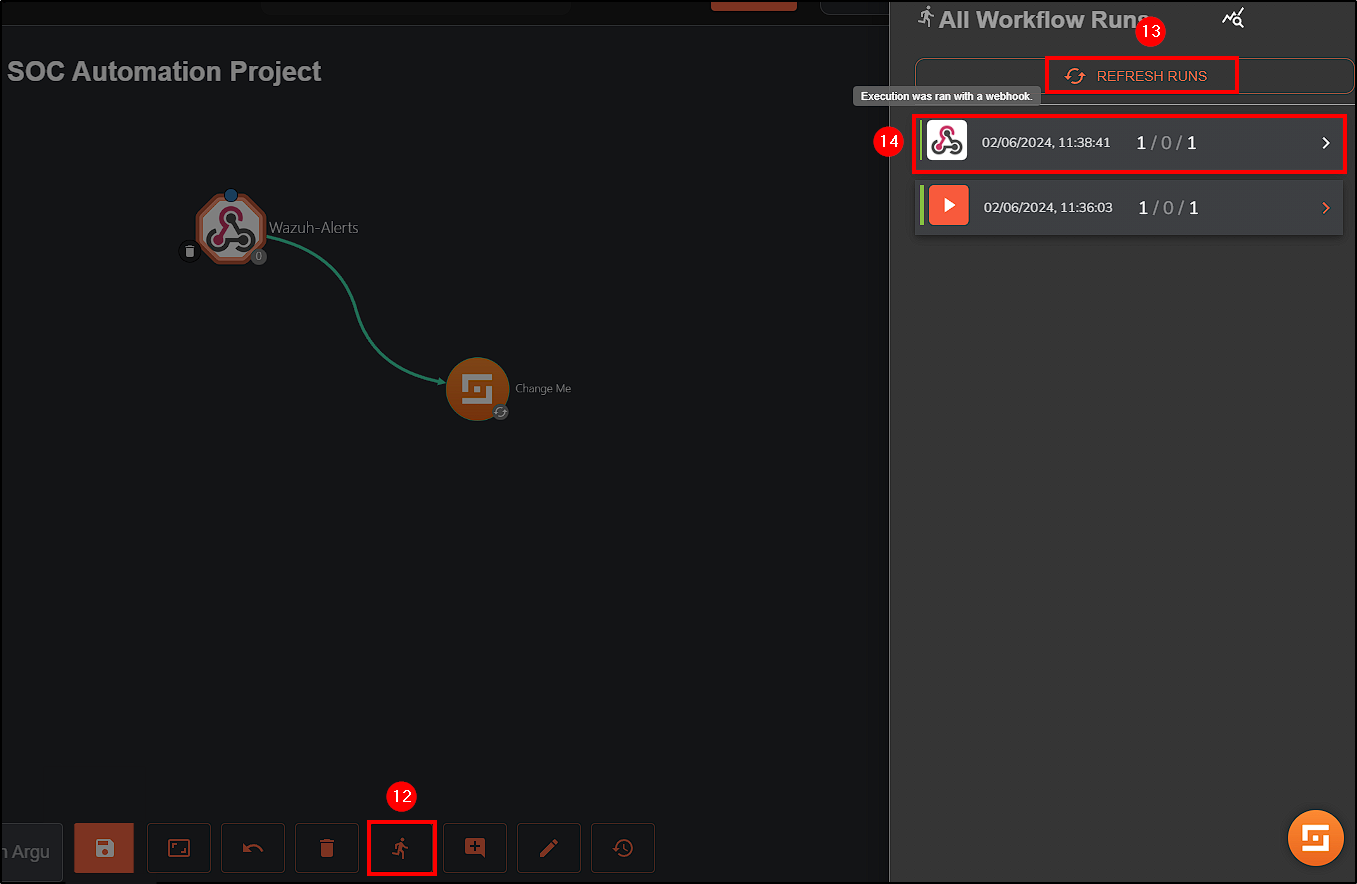 All Workflow Runs
13
SOC Automation Project
REFRESH RUNS
Execution was ran with a webhook.
14
02/06/2024, 11:38:41 1 / 0 / 1
02/06/2024, 11:36:03 1 / 0 / 1
Wazuh-Alerts
0
Change Me
12
n Argu